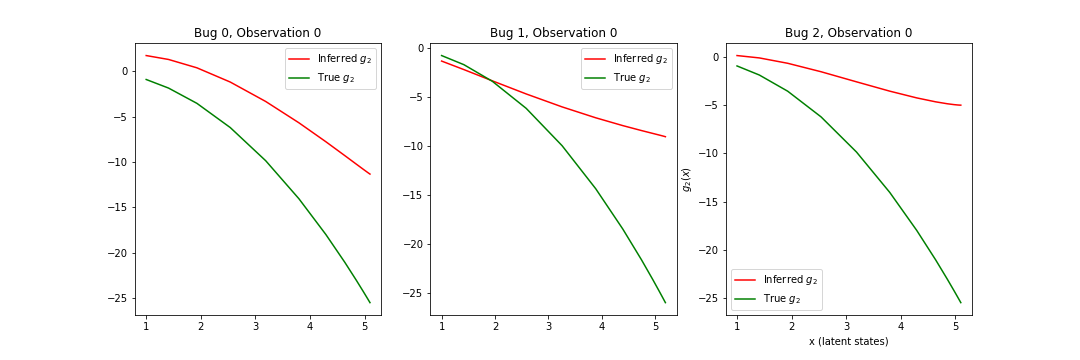 Bug 0, Observation 0
Inferred g₂
True g₂
0
−5
−10
−15
−20
−25
1 2 3 4 5
Bug 1, Observation 0
Inferred g₂
True g₂
0
−5
−10
−15
−20
−25
1 2 3 4 5
Bug 2, Observation 0
g₂(x)
0
−5
−10
−15
−20
−25
Inferred g₂
True g₂
1 2 3 4 5
x (latent states)